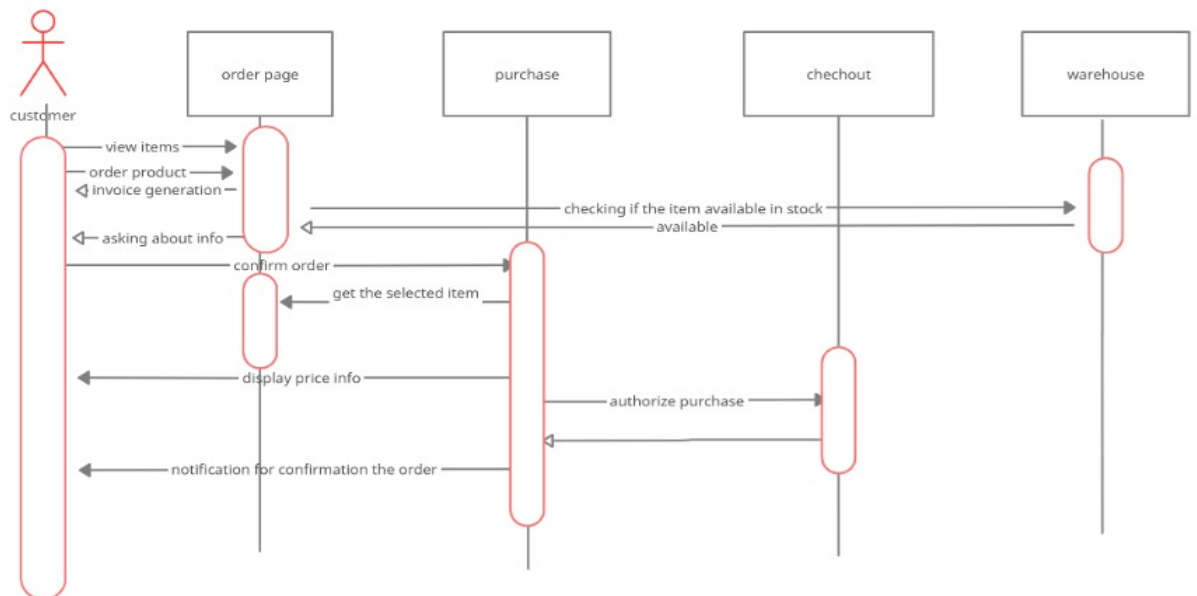 order page
purchase
chechout
warehouse
customer
view items
order product
invoice generation
checking if the item available in stock
available
asking about info
confirm order
get the selected item
display price info
authorize purchase
notification for confirmation the order